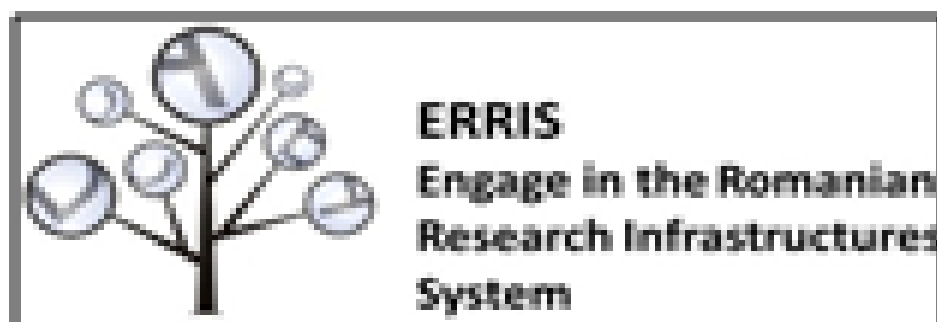 ERRIS
Engage in the Romanian
Research Infrastructures
System